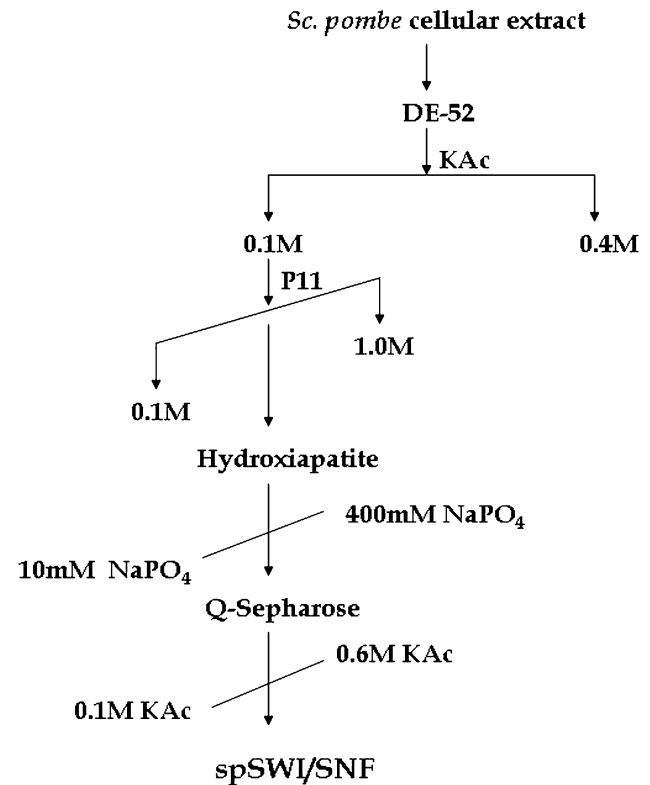 Sc. pombe cellular extract
DE-52
KAc
0.1M 0.4M
P11
1.0M
0.1M
Hydroxiapatite
400mM NaPO₄
10mM NaPO₄
Q-Sepharose
0.6M KAc
0.1M KAc
spSWI/SNF